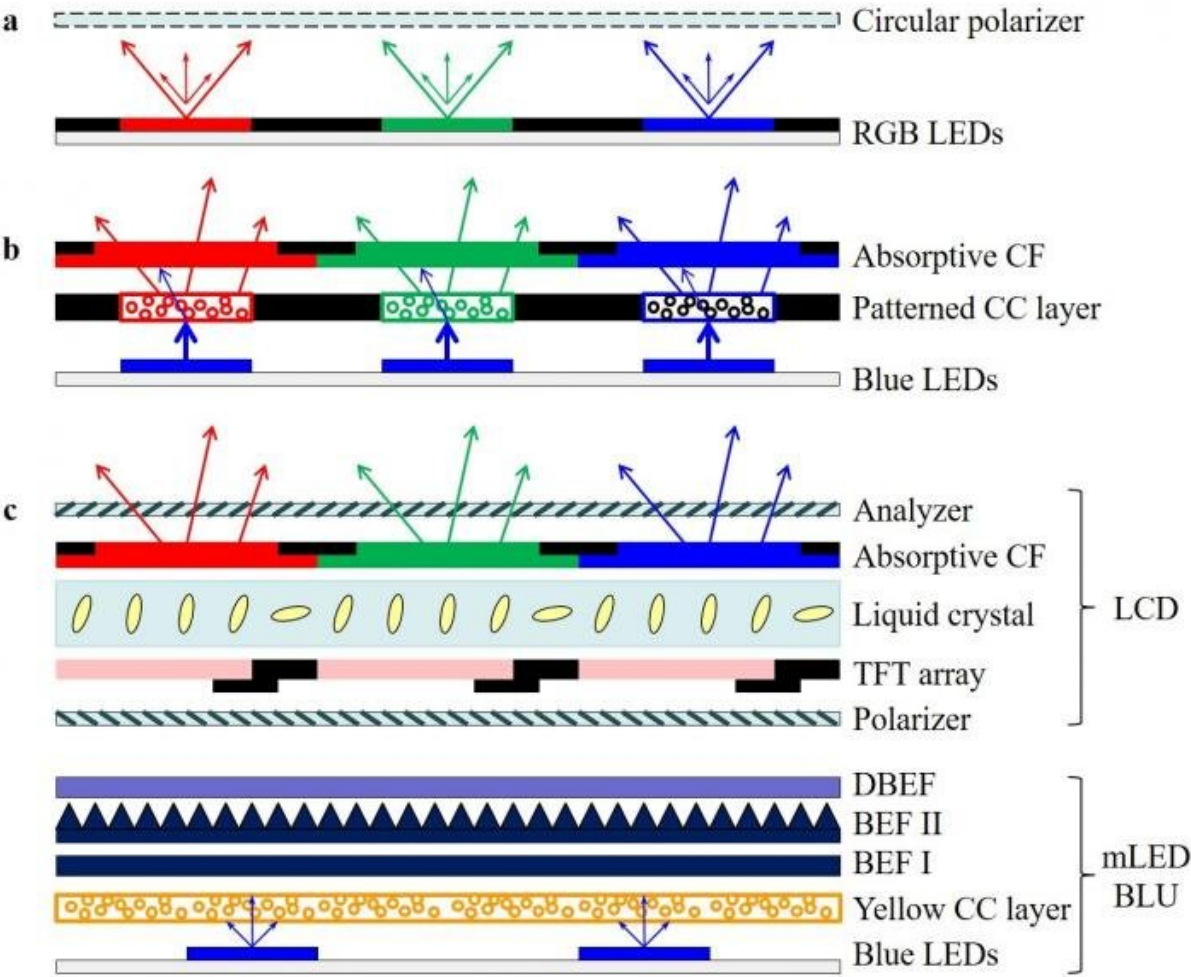 a
Circular polarizer
RGB LEDs
b
Absorptive CF
Patterned CC layer
Blue LEDs
c
Analyzer
Absorptive CF
Liquid crystal
LCD
TFT array
Polarizer
DBEF
BEF II
BEF I
mLED
BLU
Yellow CC layer
Blue LEDs